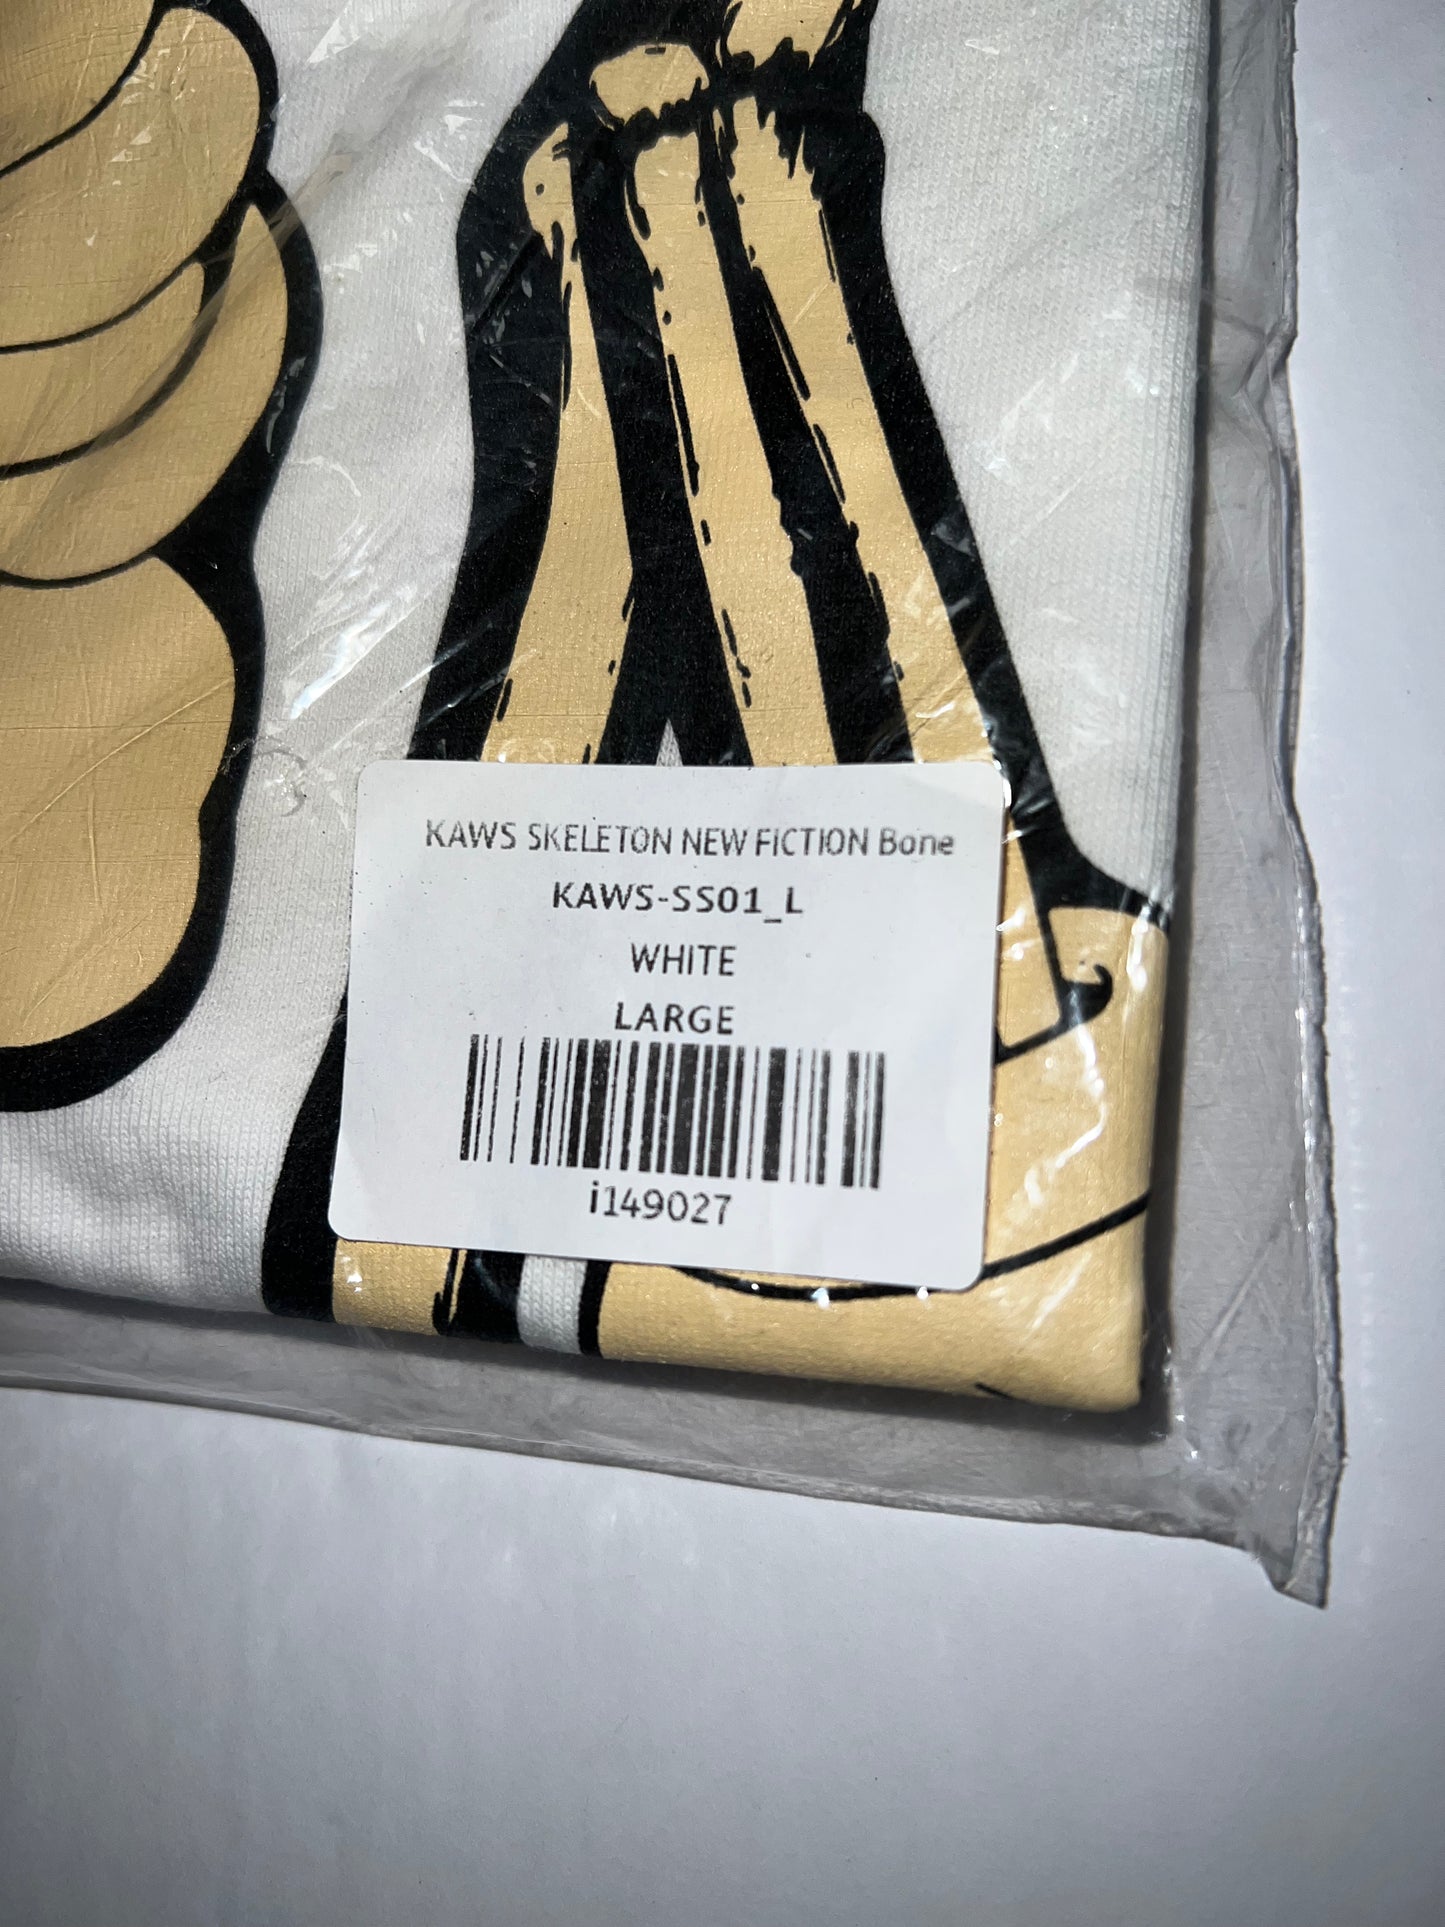 KAWS SKELETON NEW FICTION Bone
KAWS-SS01_L
WHITE
LARGE
i149027